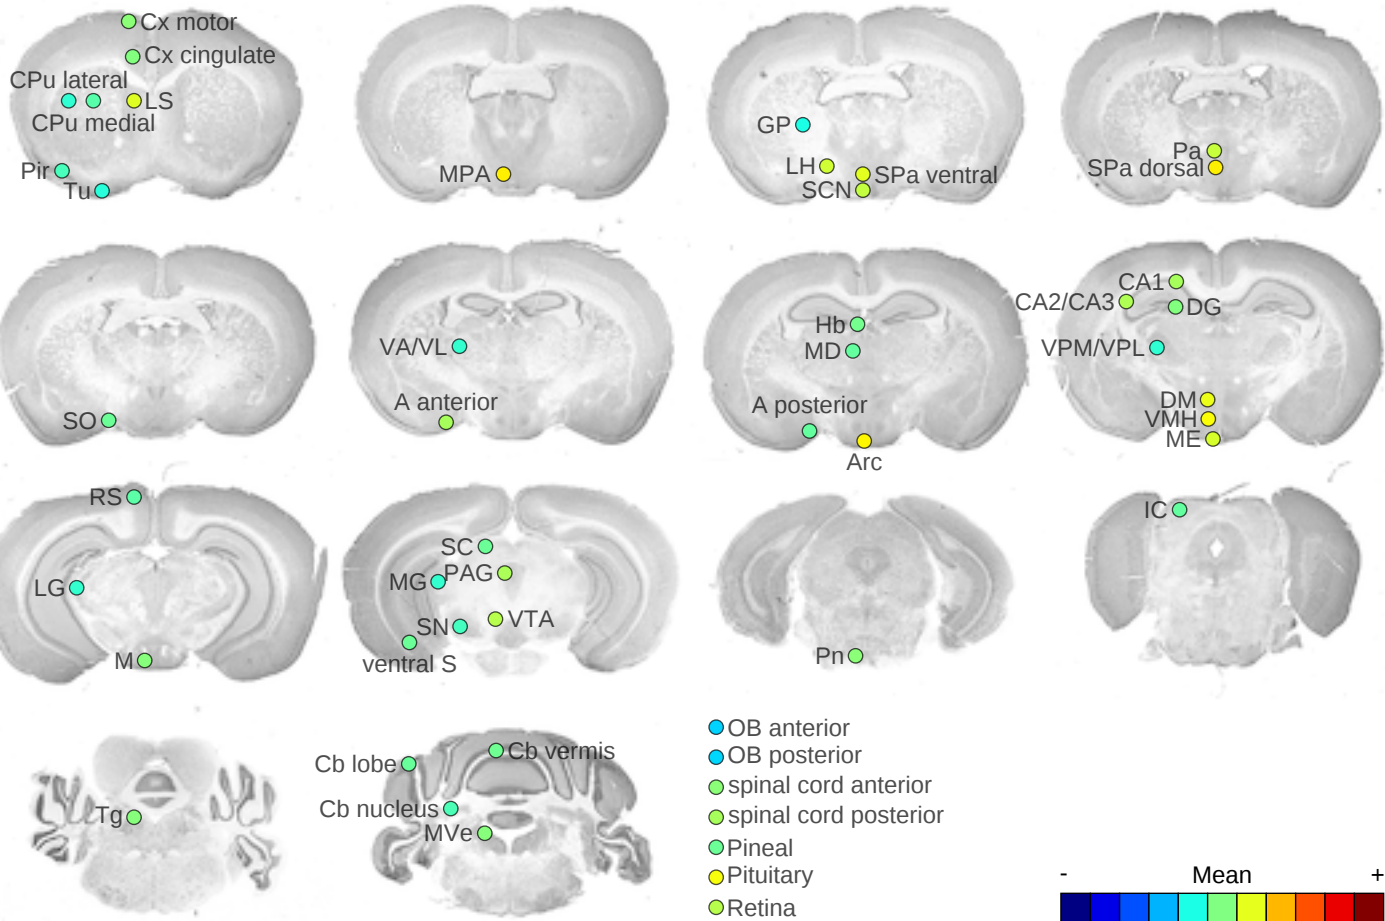 Cx motor
Cx cingulate
CPu lateral
LS
CPu medial
Pir
Tu
MPA
GP
LH
SPa ventral
SCN
Pa
SPa dorsal
SO
VA/VL
A anterior
Hb
MD
A posterior
Arc
CA1
CA2/CA3
DG
VPM/VPL
DM
VMH
ME
RS
LG
M
SC
PAG
MG
VTA
SN
ventral S
Pn
IC
Tg
Cb vermis
Cb lobe
Cb nucleus
MVe
OB anterior
OB posterior
spinal cord anterior
spinal cord posterior
Pineal
Pituitary
Retina
- Mean +